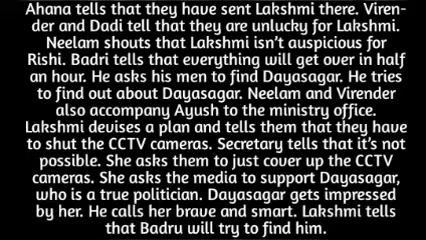 Ahana tells that they have sent Lakshmi there. Viren-
der and Dadi tell that they are unlucky for Lakshmi.
Neelam shouts that Lakshmi isn't auspicious for
Rishi. Badri tells that everything will get over in half
an hour. He asks his men to find Dayasagar. He tries
to find out about Dayasagar. Neelam and Virender
also accompany Ayush to the ministry office.
Lakshmi devises a plan and tells them that they have
to shut the CCTV cameras. Secretary tells that it's not
possible. She asks them to just cover up the CCTV
cameras. She asks the media to support Dayasagar,
who is a true politician. Dayasagar gets impressed
by her. He calls her brave and smart. Lakshmi tells
that Badru will try to find him.